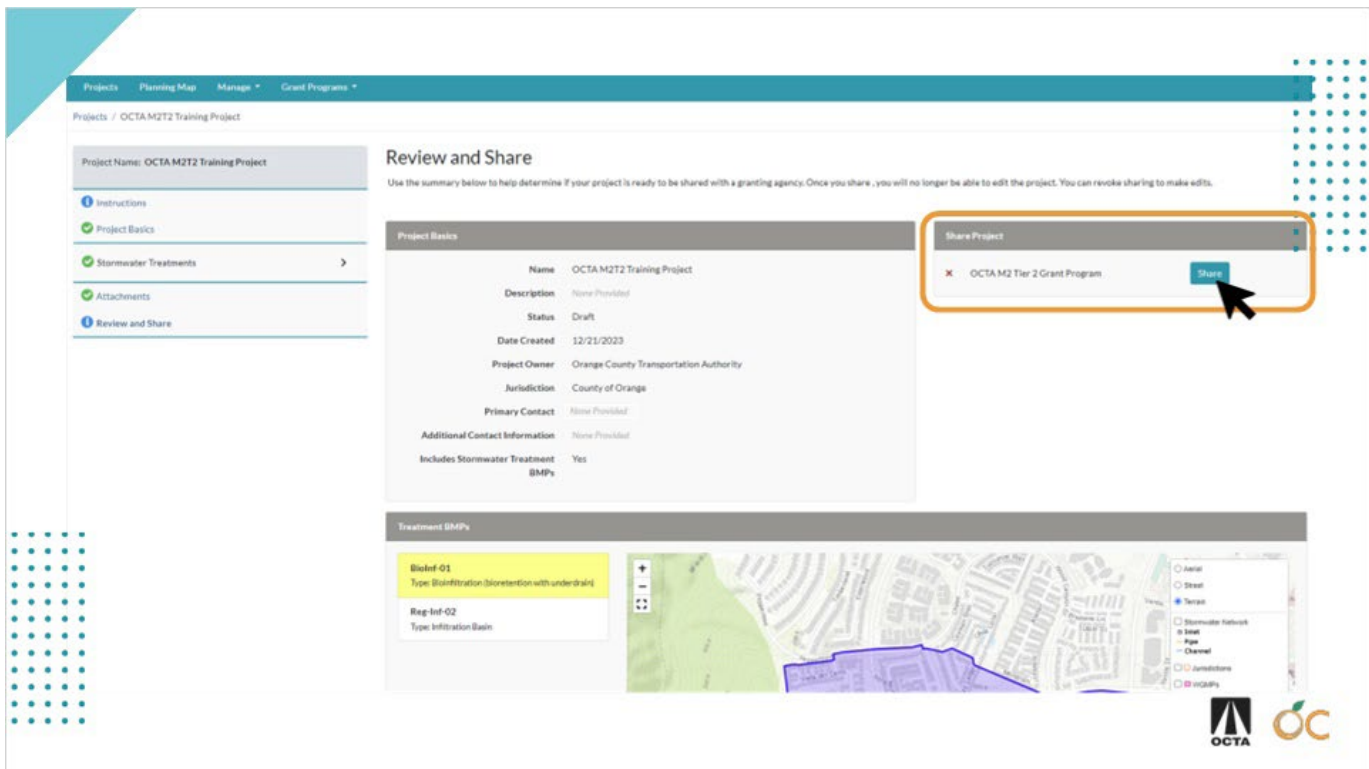 Projects Planning Map Manage Grant Programs
Projects / OCTA M2T2 Training Project
Project Name: OCTA M2T2 Training Project
Instructions
Project Basics
Stormwater Treatments
Attachments
Review and Share
Review and Share
Use the summary below to help determine if your project is ready to be shared with a granting agency. Once you share , you will no longer be able to edit the project. You can revoke sharing to make edits.
Project Basics
Name OCTA M2T2 Training Project
Description None Provided
Status Draft
Date Created 12/21/2023
Project Owner Orange County Transportation Authority
Jurisdiction County of Orange
Primary Contact None Provided
Additional Contact Information None Provided
Includes Stormwater Treatment Yes
BMPs
Share Project
OCTA M2 Tier 2 Grant Program Share
Treatment BMPs
BioInf-01
Type: Bioinfiltration (bioretention with underdrain)
Reg-Inf-02
Type: Infiltration Basin
+
−
Aerial
Street
Terrain
Stormwater Network
Inlet
Pipe
Channel
Jurisdictions
WQMPs
OCTA
OC